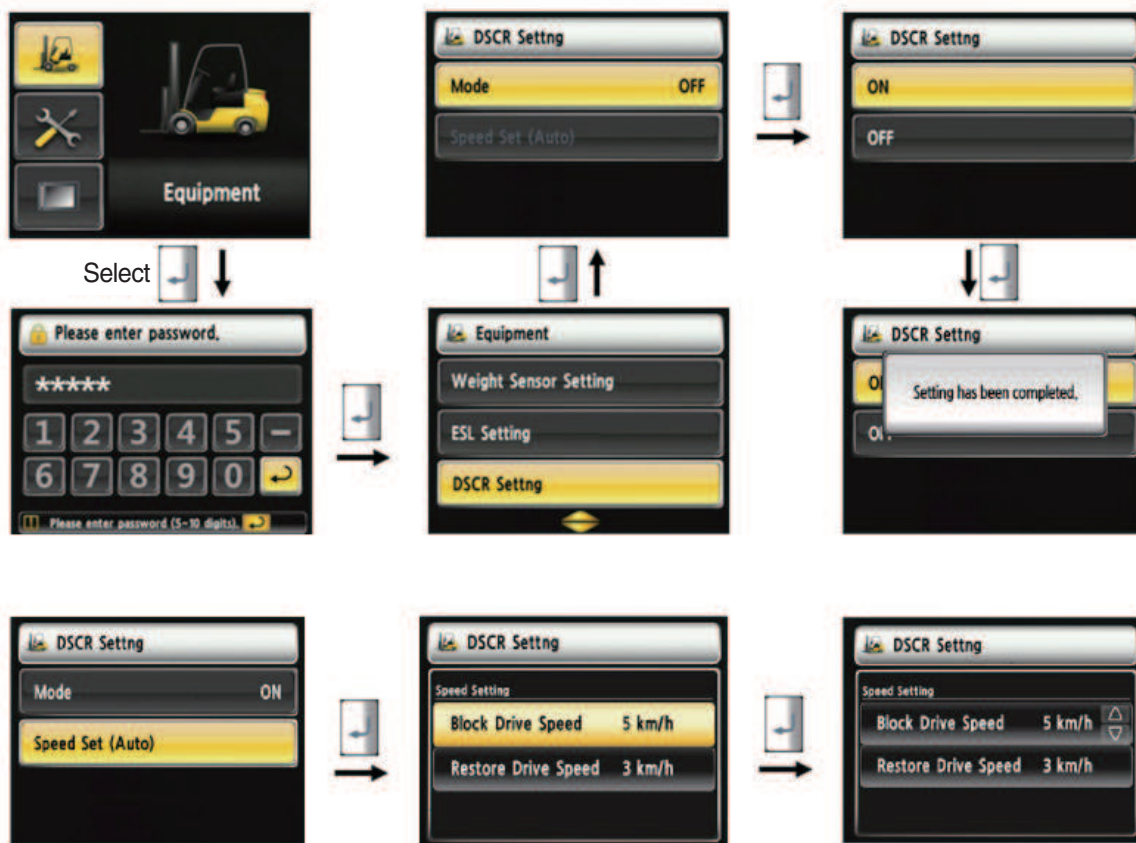 Equipment
Select
Please enter password.
*****
1 2 3 4 5 –
6 7 8 9 0
Please enter password (5~10 digits).
Equipment
Weight Sensor Setting
ESL Setting
DSCR Settng
DSCR Settng
Mode OFF
Speed Set (Auto)
DSCR Settng
ON
OFF
DSCR Settng
Setting has been completed.
DSCR Settng
Mode ON
Speed Set (Auto)
DSCR Settng
Speed Setting
Block Drive Speed 5 km/h
Restore Drive Speed 3 km/h
DSCR Settng
Speed Setting
Block Drive Speed 5 km/h
Restore Drive Speed 3 km/h